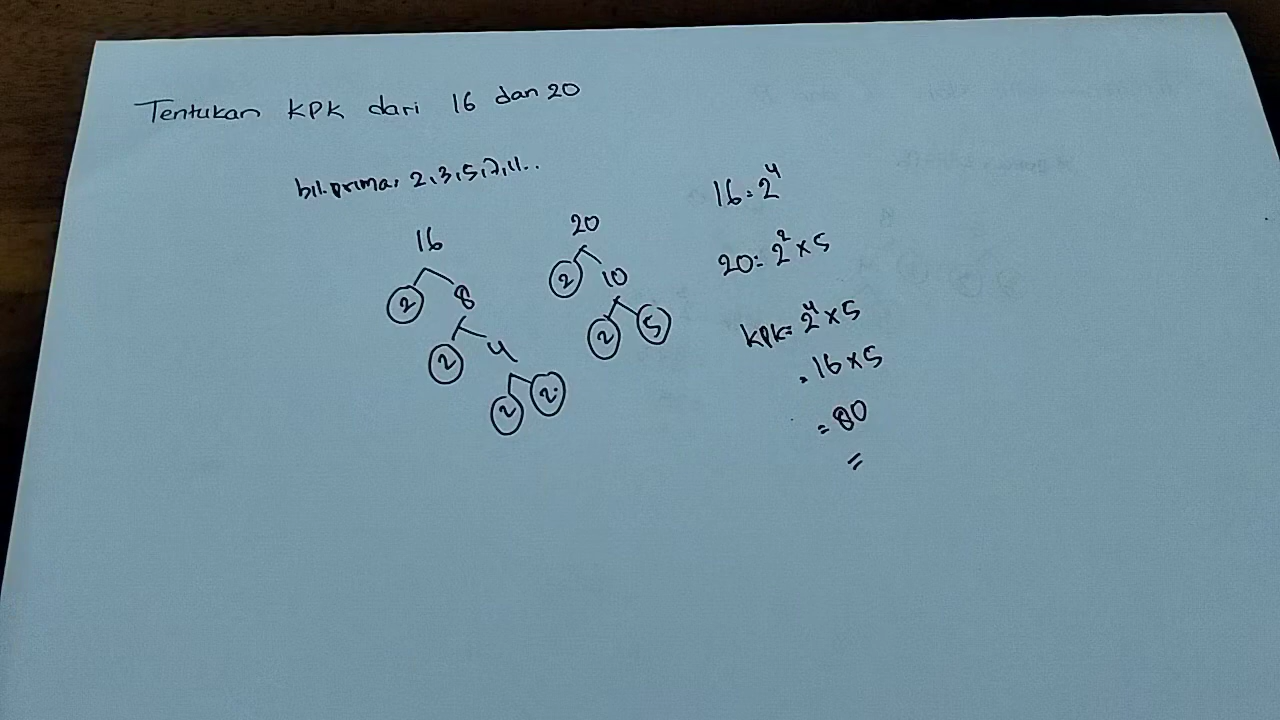 Tentukan KPK dari 16 dan 20
bil.prima, 2,3,5,7,11..
16
2 8
2 4
2 2
20
2 10
2 5
16 = 2⁴
20 = 2² × 5
KPK = 2⁴ × 5
= 16 × 5
= 80